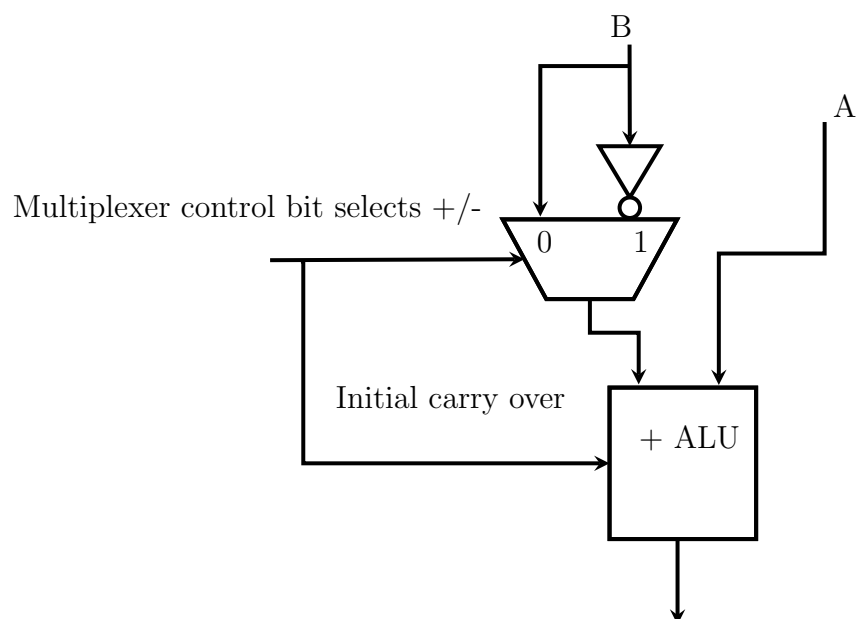 B
A
Multiplexer control bit selects +/-
0
1
Initial carry over
+ ALU